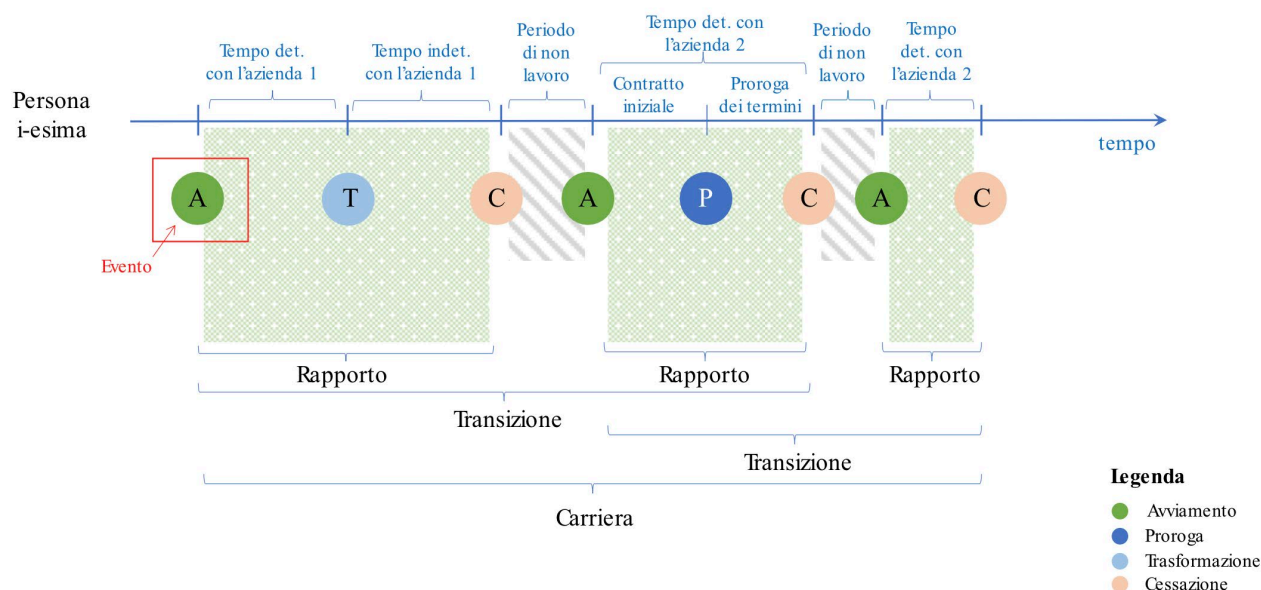 Tempo det.
con l'azienda 1
Tempo indet.
con l'azienda 1
Periodo
di non
lavoro
Tempo det. con
l'azienda 2
Contratto
iniziale
Proroga
dei termini
Periodo
di non
lavoro
Tempo
det. con
l'azienda 2
Persona
i-esima
tempo
A
T
C
A
P
C
A
C
Evento
Rapporto
Rapporto
Rapporto
Transizione
Transizione
Carriera
Legenda
Avviamento
Proroga
Trasformazione
Cessazione